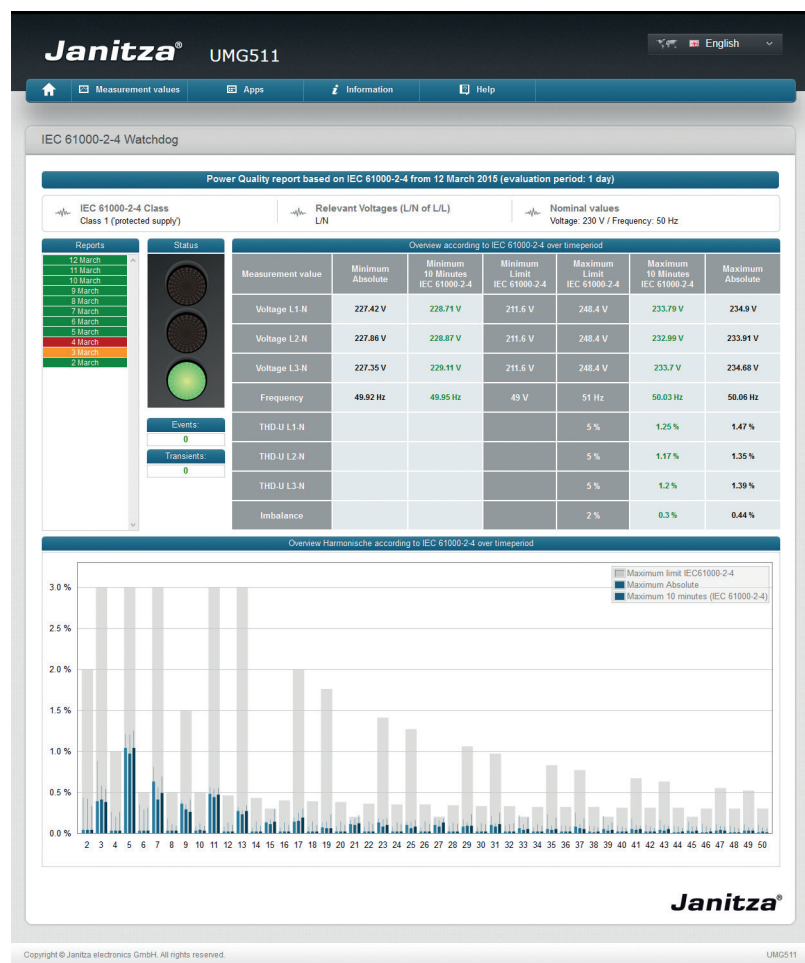 Janitza® UMG511
English
Measurement values Apps Information Help
IEC 61000-2-4 Watchdog
Power Quality report based on IEC 61000-2-4 from 12 March 2015 (evaluation period: 1 day)
IEC 61000-2-4 Class
Class 1 ('protected supply')
Relevant Voltages (L/N of L/L)
L/N
Nominal values
Voltage: 230 V / Frequency: 50 Hz
Reports
12 March
11 March
10 March
9 March
8 March
7 March
6 March
5 March
4 March
3 March
2 March
Status
Events:
0
Transients:
0
Overview according to IEC 61000-2-4 over timeperiod
Measurement value
Minimum
Absolute
Minimum
10 Minutes
IEC 61000-2-4
Minimum
Limit
IEC 61000-2-4
Maximum
Limit
IEC 61000-2-4
Maximum
10 Minutes
IEC 61000-2-4
Maximum
Absolute
Voltage L1-N 227.42 V 228.71 V 211.6 V 248.4 V 233.79 V 234.9 V
Voltage L2-N 227.86 V 228.87 V 211.6 V 248.4 V 232.99 V 233.91 V
Voltage L3-N 227.35 V 229.11 V 211.6 V 248.4 V 233.7 V 234.68 V
Frequency 49.92 Hz 49.95 Hz 49 V 51 Hz 50.03 Hz 50.06 Hz
THD-U L1-N 5 % 1.25 % 1.47 %
THD-U L2-N 5 % 1.17 % 1.35 %
THD-U L3-N 5 % 1.2 % 1.39 %
Imbalance 2 % 0.3 % 0.44 %
Overview Harmonische according to IEC 61000-2-4 over timeperiod
Maximum limit IEC61000-2-4
Maximum Absolute
Maximum 10 minutes (IEC 61000-2-4)
3.0 %
2.5 %
2.0 %
1.5 %
1.0 %
0.5 %
0.0 %
2 3 4 5 6 7 8 9 10 11 12 13 14 15 16 17 18 19 20 21 22 23 24 25 26 27 28 29 30 31 32 33 34 35 36 37 38 39 40 41 42 43 44 45 46 47 48 49 50
Janitza®
Copyright © Janitza electronics GmbH. All rights reserved. UMG511